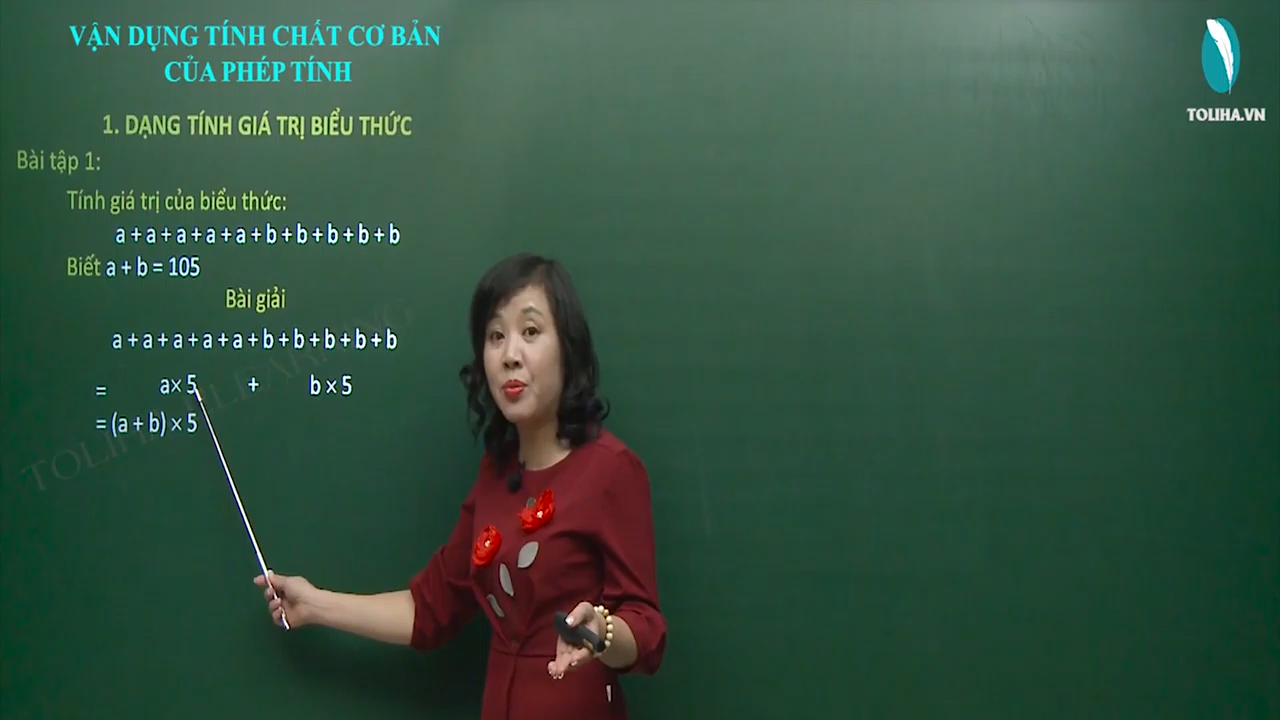 VẬN DỤNG TÍNH CHẤT CƠ BẢN
CỦA PHÉP TÍNH
TOLIHA.VN
1. DẠNG TÍNH GIÁ TRỊ BIỂU THỨC
Bài tập 1:
Tính giá trị của biểu thức:
a + a + a + a + a + b + b + b + b + b
Biết a + b = 105
Bài giải
a + a + a + a + a + b + b + b + b + b
= a× 5 + b × 5
= (a + b) × 5